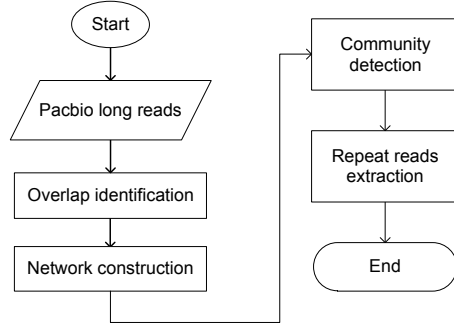 Start
Pacbio long reads
Overlap identification
Network construction
Community
detection
Repeat reads
extraction
End